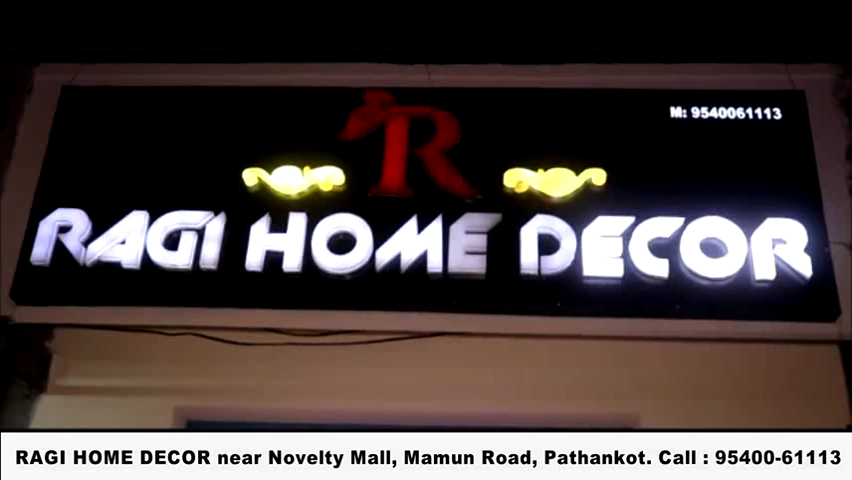 M: 9540061113
R
RAGI HOME DECOR
RAGI HOME DECOR near Novelty Mall, Mamun Road, Pathankot. Call : 95400-61113